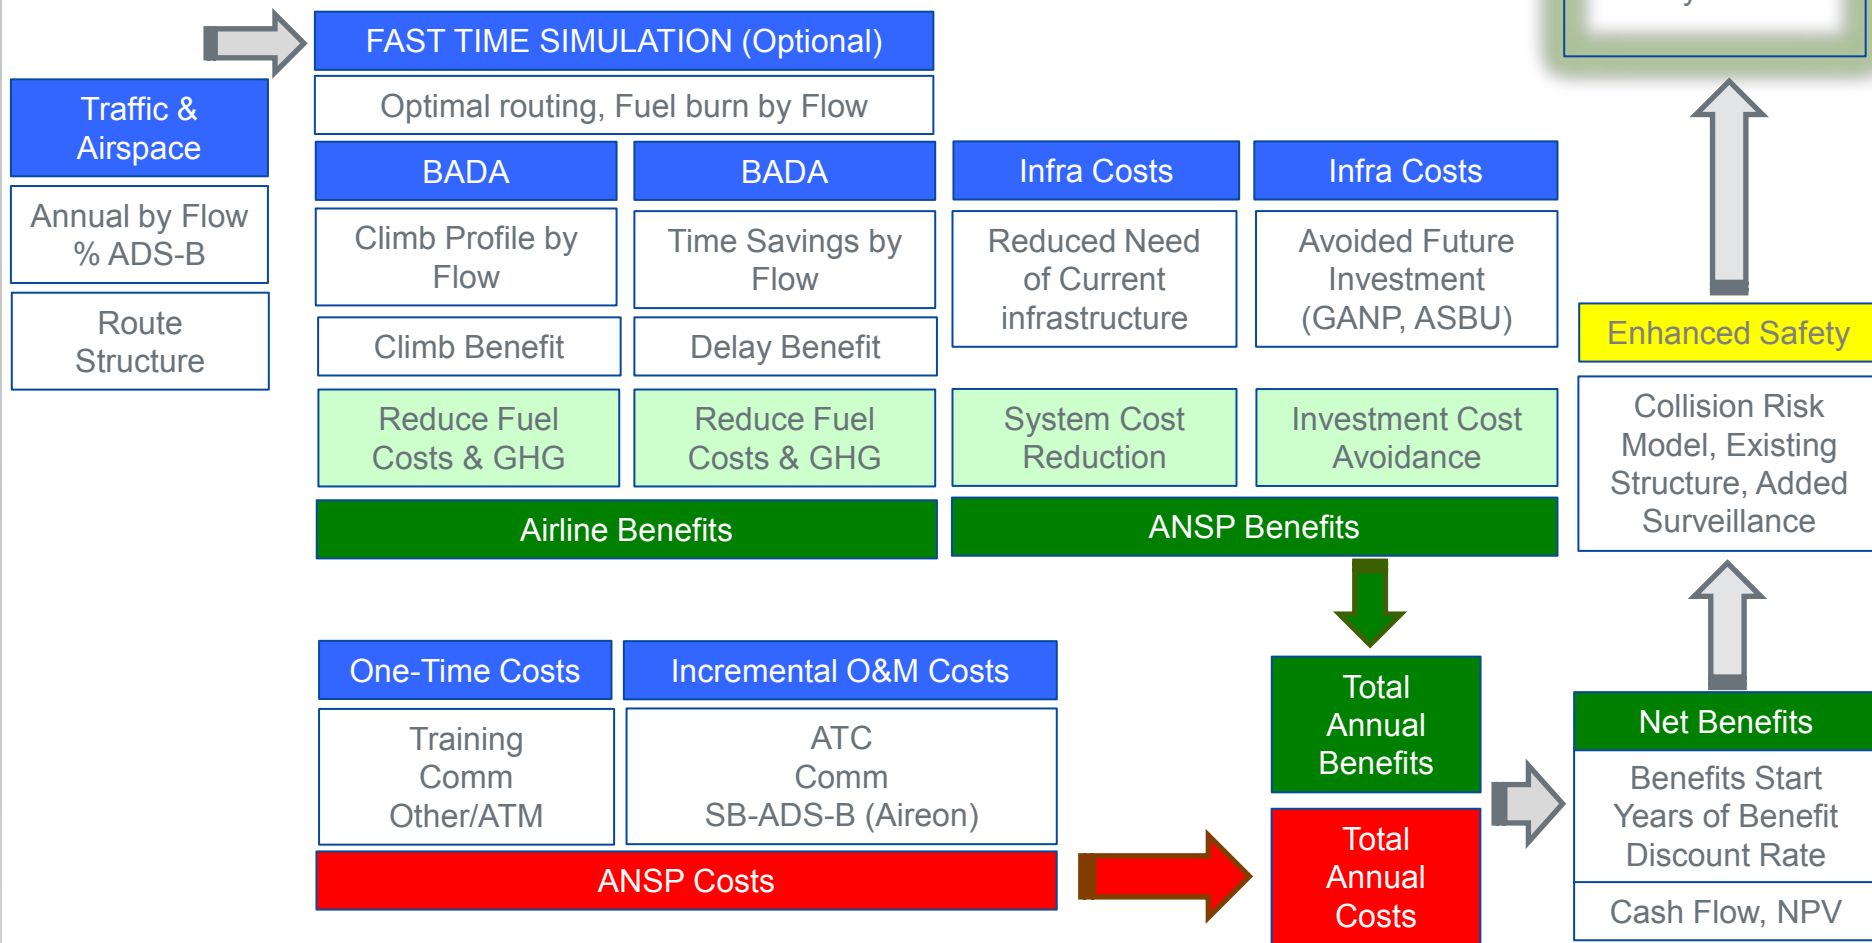 FAST TIME SIMULATION (Optional)
Optimal routing, Fuel burn by Flow
Traffic &
Airspace
Annual by Flow
% ADS-B
Route
Structure
BADA
Climb Profile by
Flow
Climb Benefit
Reduce Fuel
Costs & GHG
BADA
Time Savings by
Flow
Delay Benefit
Reduce Fuel
Costs & GHG
Airline Benefits
Infra Costs
Reduced Need
of Current
infrastructure
System Cost
Reduction
Infra Costs
Avoided Future
Investment
(GANP, ASBU)
Investment Cost
Avoidance
ANSP Benefits
Enhanced Safety
Collision Risk
Model, Existing
Structure, Added
Surveillance
One-Time Costs
Training
Comm
Other/ATM
Incremental O&M Costs
ATC
Comm
SB-ADS-B (Aireon)
ANSP Costs
Total
Annual
Benefits
Total
Annual
Costs
Net Benefits
Benefits Start
Years of Benefit
Discount Rate
Cash Flow, NPV